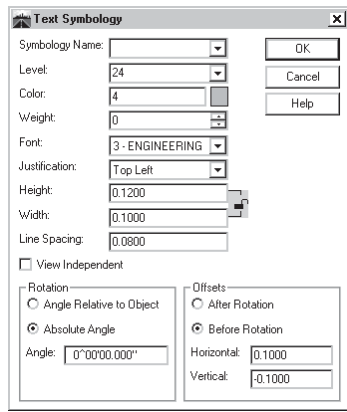 Text Symbology
Symbology Name:
OK
Level: 24
Cancel
Color: 4
Help
Weight: 0
Font: 3 - ENGINEERING
Justification: Top Left
Height: 0.1200
Width: 0.1000
Line Spacing: 0.0800
View Independent
Rotation
Angle Relative to Object
Absolute Angle
Angle: 0^00'00.000"
Offsets
After Rotation
Before Rotation
Horizontal: 0.1000
Vertical: -0.1000